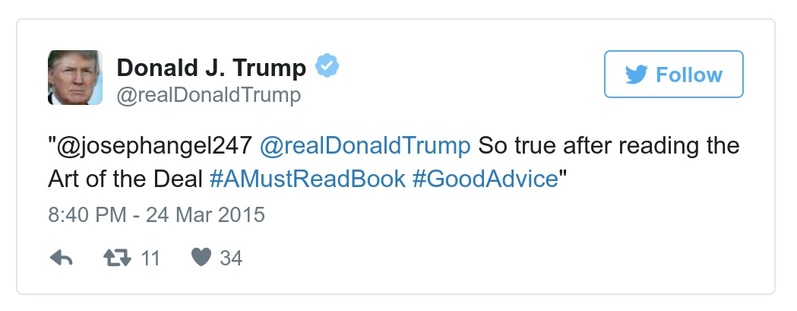 Donald J. Trump
Follow
@realDonaldTrump
"@josephangel247 @realDonaldTrump So true after reading the
Art of the Deal #AMustReadBook #GoodAdvice"
8:40 PM - 24 Mar 2015
11 34